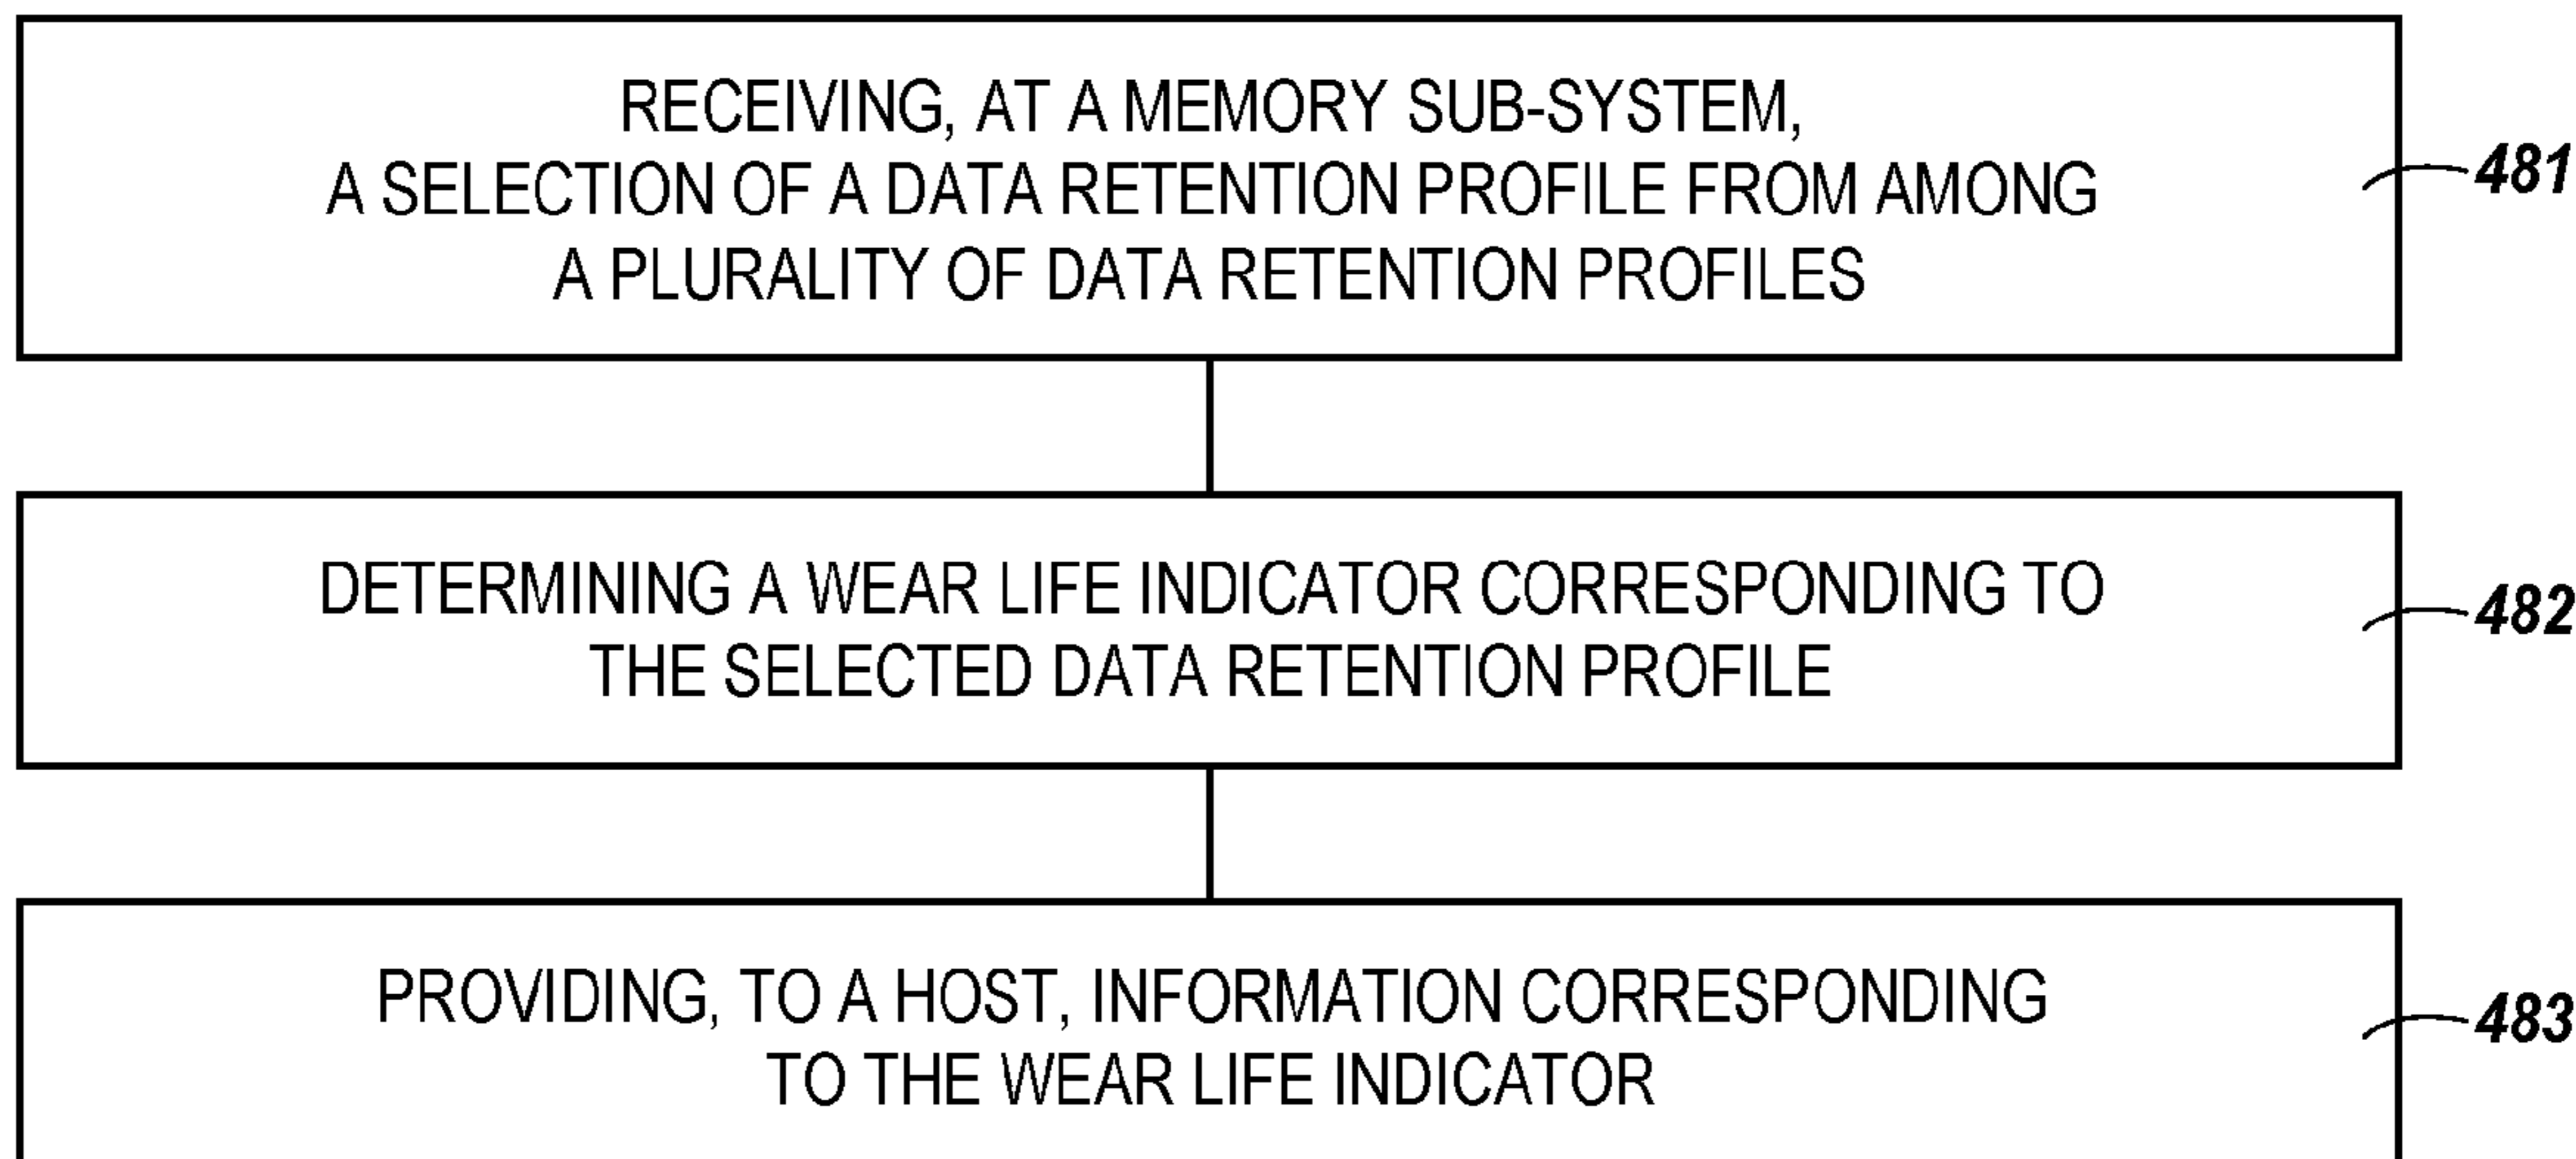 RECEIVING, AT A MEMORY SUB-SYSTEM,
A SELECTION OF A DATA RETENTION PROFILE FROM AMONG
A PLURALITY OF DATA RETENTION PROFILES
481
DETERMINING A WEAR LIFE INDICATOR CORRESPONDING TO
THE SELECTED DATA RETENTION PROFILE
482
PROVIDING, TO A HOST, INFORMATION CORRESPONDING
TO THE WEAR LIFE INDICATOR
483